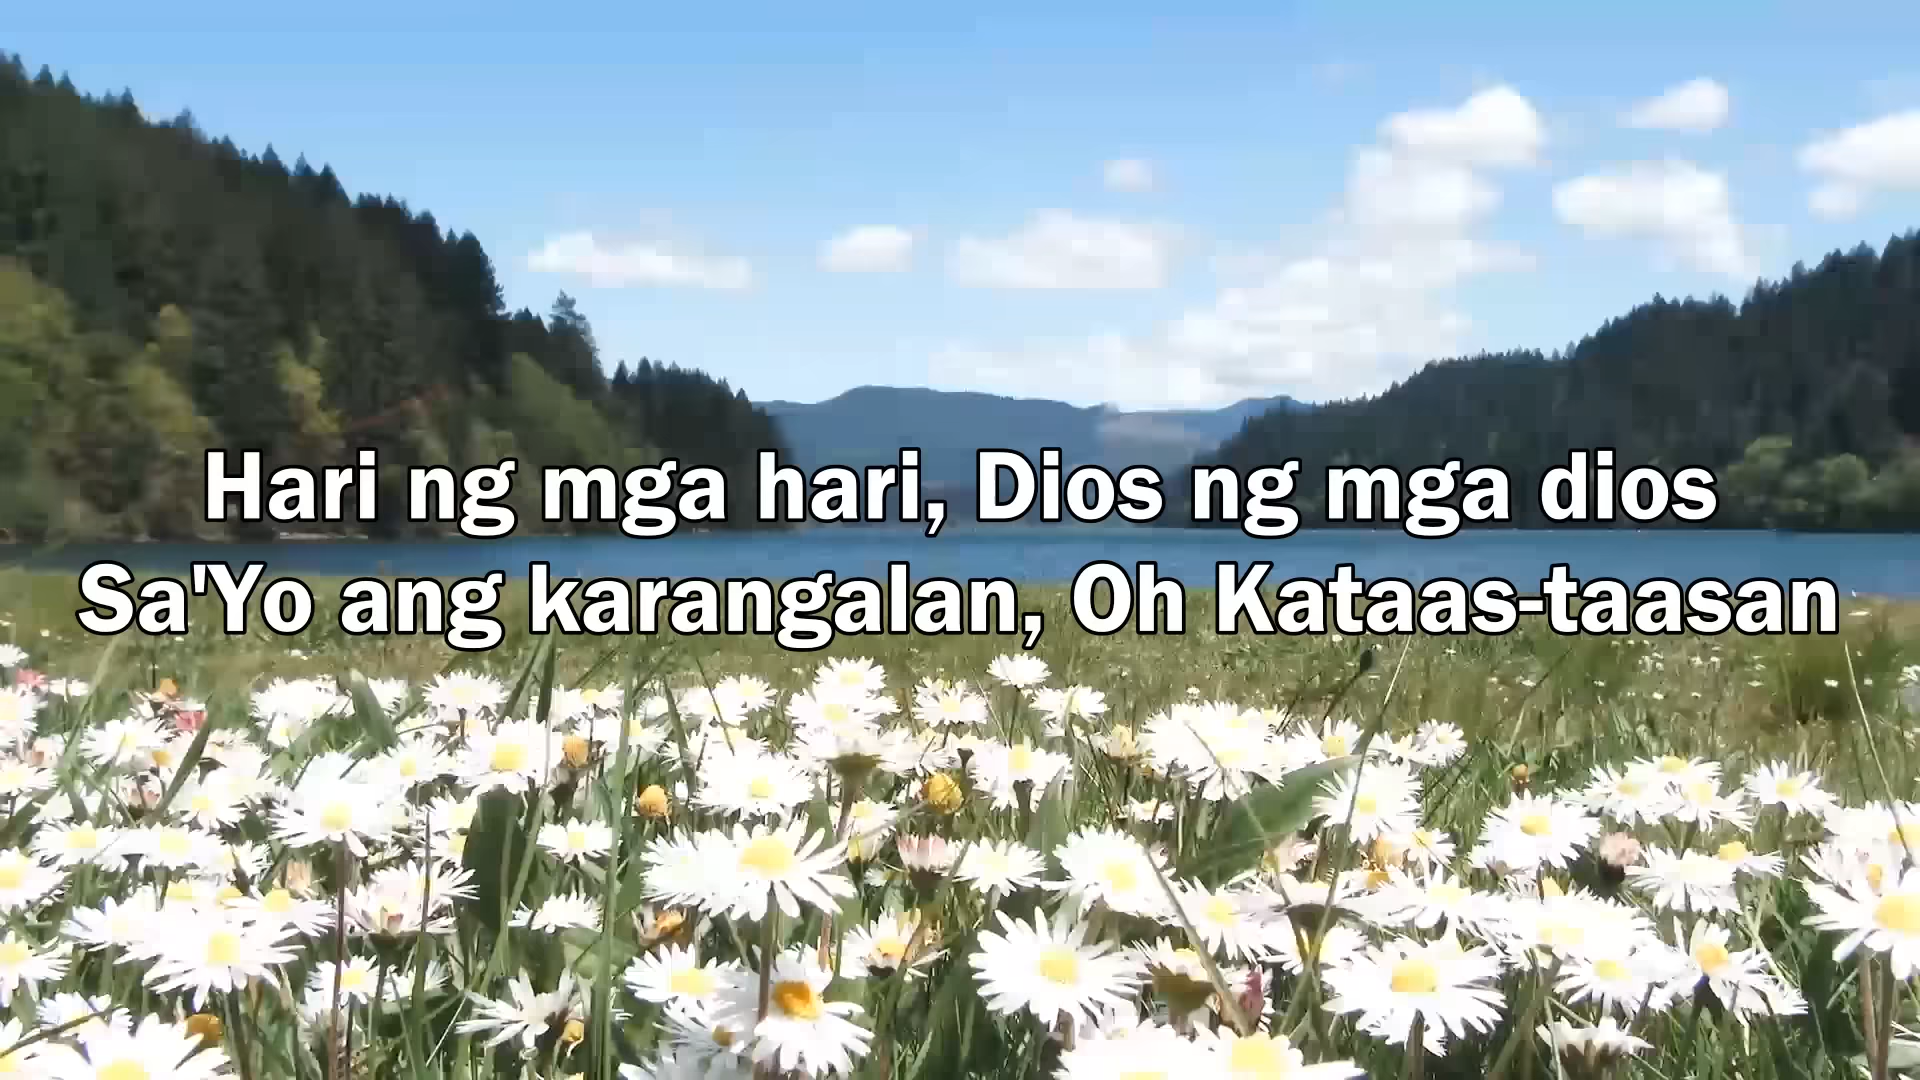 Hari ng mga hari, Dios ng mga dios
Sa'Yo ang karangalan, Oh Kataas-taasan